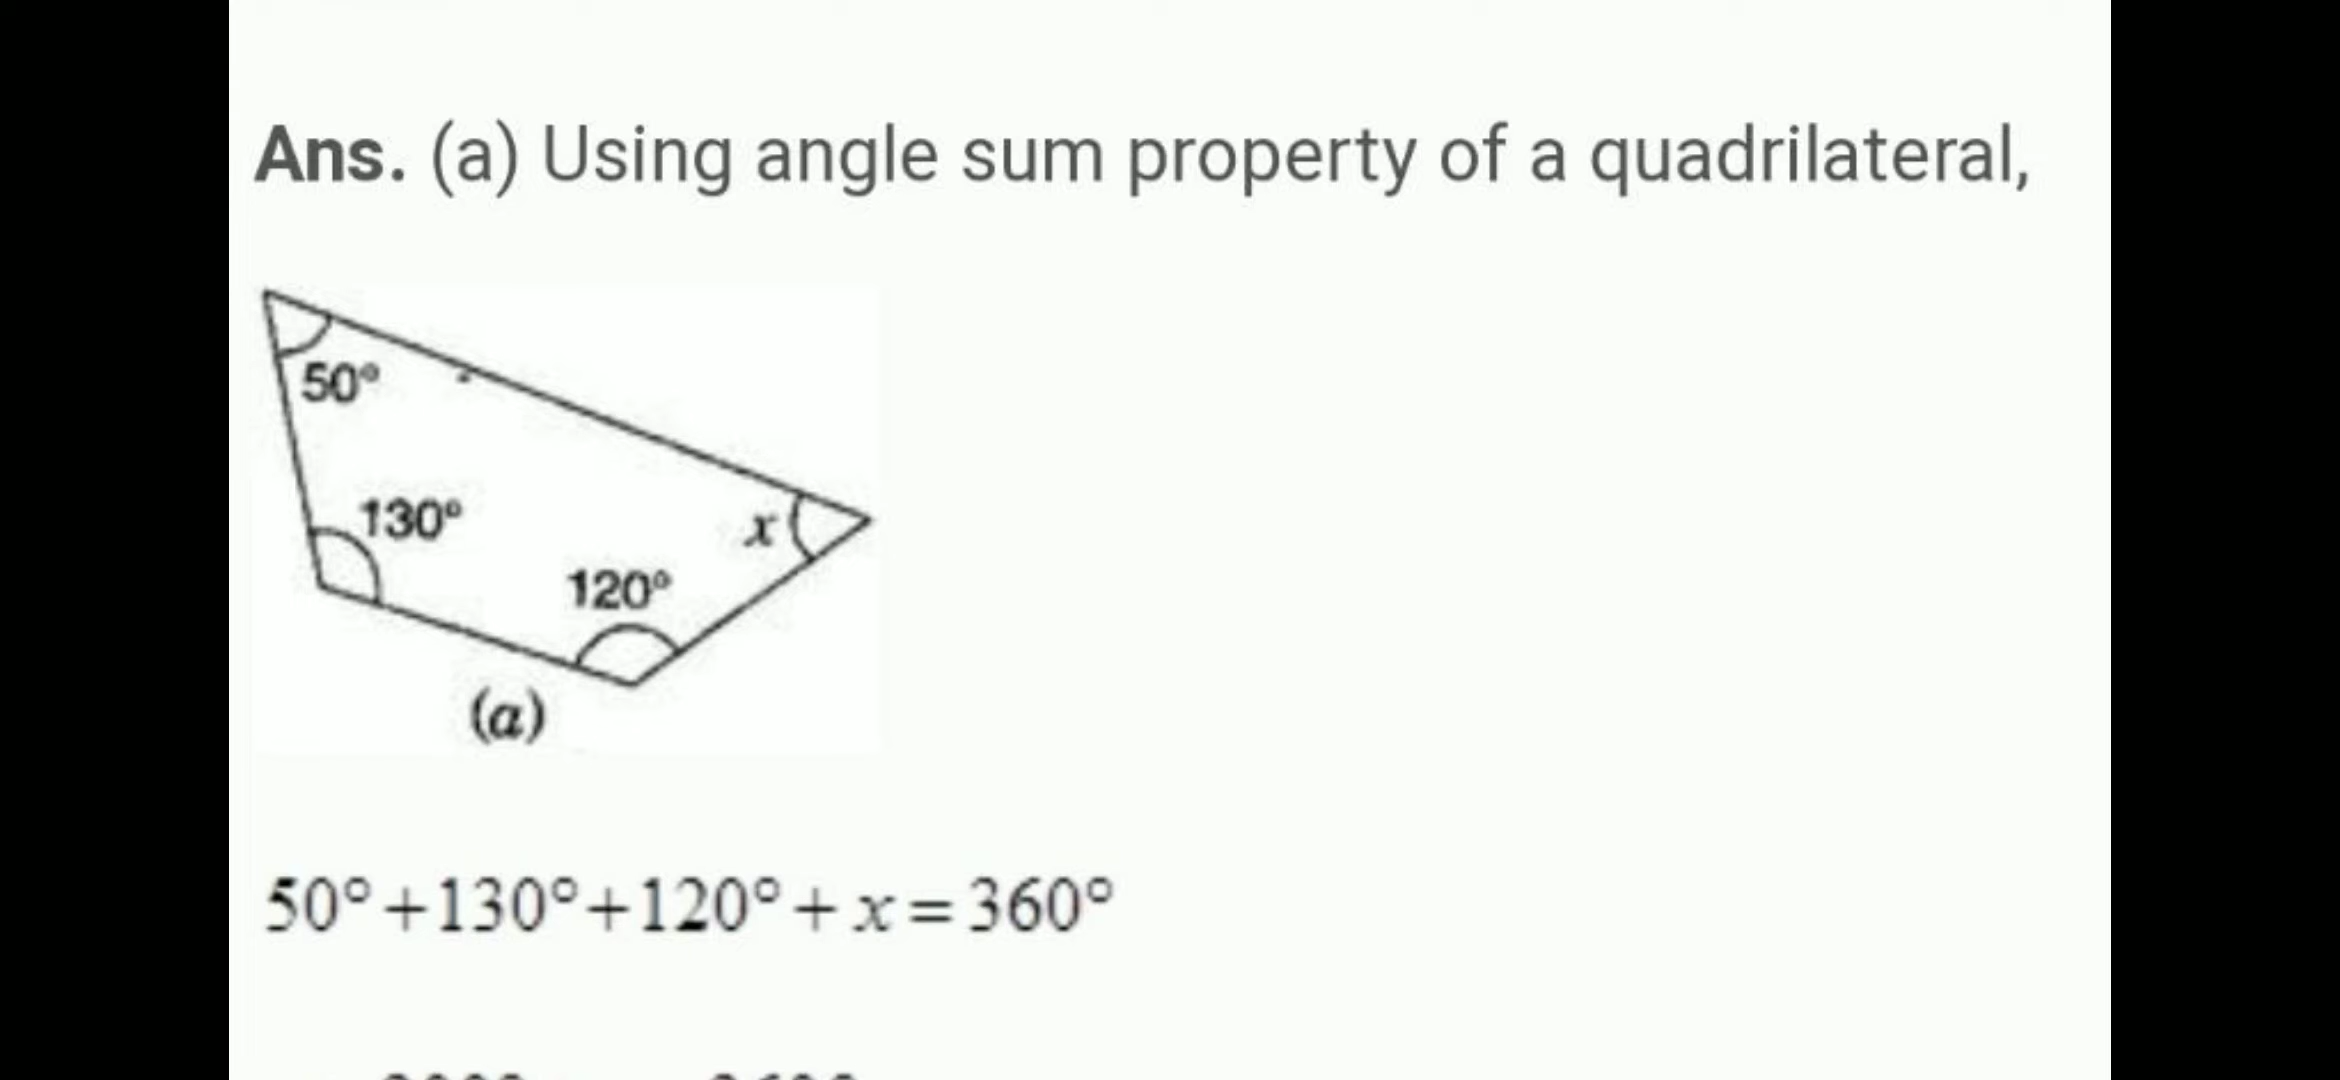 Ans. (a) Using angle sum property of a quadrilateral,
50°
130°
x
120°
(a)
50°+130°+120°+x=360°